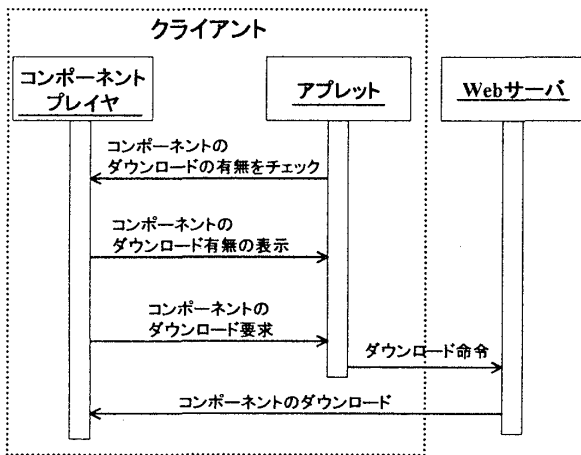 クライアント
コンポーネント
プレイヤ
アプレット
Webサーバ
コンポーネントの
ダウンロードの有無をチェック
コンポーネントの
ダウンロード有無の表示
コンポーネントの
ダウンロード要求
ダウンロード命令
コンポーネントのダウンロード